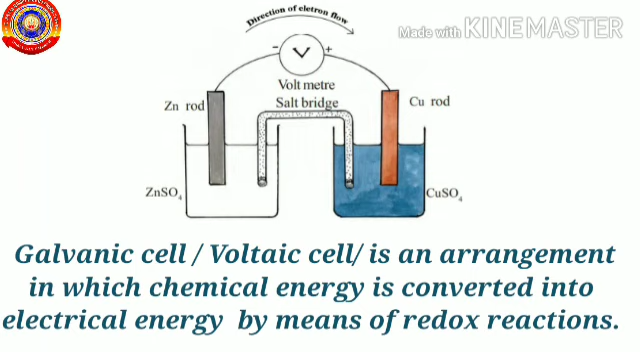 Direction of eletron flow
Made with KINEMASTER
- V +
Volt metre
Zn rod
Salt bridge
Cu rod
ZnSO₄
CuSO₄
Galvanic cell / Voltaic cell/ is an arrangement
in which chemical energy is converted into
electrical energy by means of redox reactions.